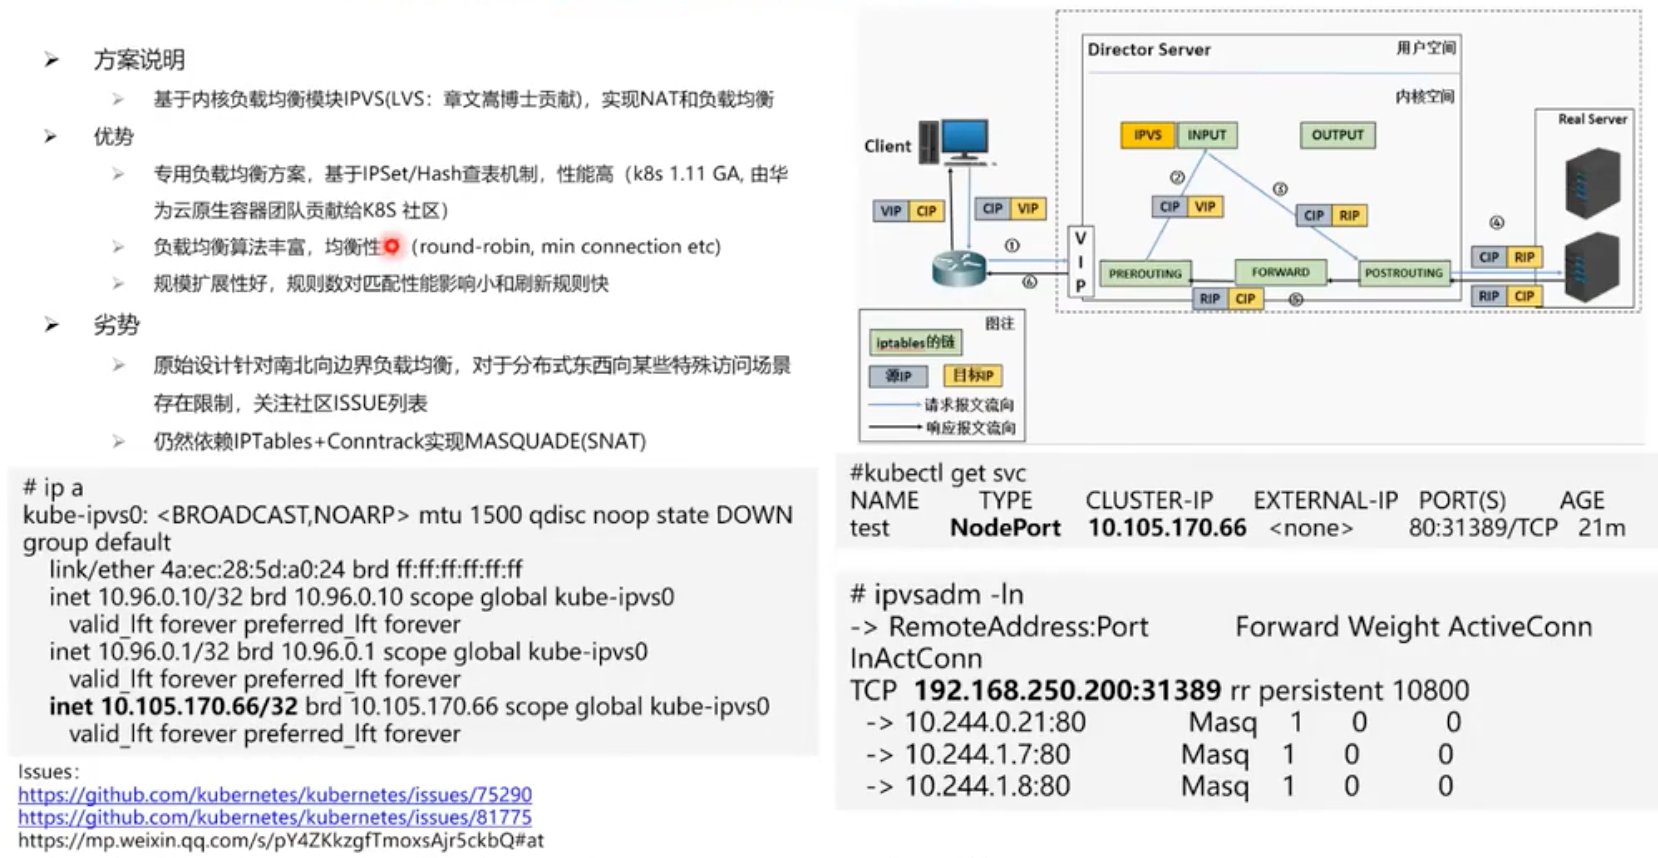 方案说明
基于内核负载均衡模块IPVS(LVS：章文嵩博士贡献)，实现NAT和负载均衡
优势
专用负载均衡方案，基于IPSet/Hash查表机制，性能高（k8s 1.11 GA, 由华
为云原生容器团队贡献给K8S 社区）
负载均衡算法丰富，均衡性（round-robin, min connection etc)
规模扩展性好，规则数对匹配性能影响小和刷新规则快
劣势
原始设计针对南北向边界负载均衡，对于分布式东西向某些特殊访问场景
存在限制，关注社区ISSUE列表
仍然依赖IPTables+Conntrack实现MASQUADE(SNAT)
Director Server 用户空间
内核空间
IPVS INPUT OUTPUT
Real Server
Client
②
③
VIP CIP
CIP VIP
CIP VIP
CIP RIP
④
①
VIP
PREROUTING FORWARD POSTROUTING
CIP RIP
⑥
RIP CIP ⑤
RIP CIP
图注
iptables的链
源IP 目标IP
请求报文流向
响应报文流向
# ip a
kube-ipvs0: <BROADCAST,NOARP> mtu 1500 qdisc noop state DOWN
group default
link/ether 4a:ec:28:5d:a0:24 brd ff:ff:ff:ff:ff:ff
inet 10.96.0.10/32 brd 10.96.0.10 scope global kube-ipvs0
valid_lft forever preferred_lft forever
inet 10.96.0.1/32 brd 10.96.0.1 scope global kube-ipvs0
valid_lft forever preferred_lft forever
inet 10.105.170.66/32 brd 10.105.170.66 scope global kube-ipvs0
valid_lft forever preferred_lft forever
#kubectl get svc
NAME TYPE CLUSTER-IP EXTERNAL-IP PORT(S) AGE
test NodePort 10.105.170.66 <none> 80:31389/TCP 21m
# ipvsadm -ln
-> RemoteAddress:Port Forward Weight ActiveConn
InActConn
TCP 192.168.250.200:31389 rr persistent 10800
-> 10.244.0.21:80 Masq 1 0 0
-> 10.244.1.7:80 Masq 1 0 0
-> 10.244.1.8:80 Masq 1 0 0
Issues：
https://github.com/kubernetes/kubernetes/issues/75290
https://github.com/kubernetes/kubernetes/issues/81775
https://mp.weixin.qq.com/s/pY4ZKkzgfTmoxsAjr5ckbQ#at